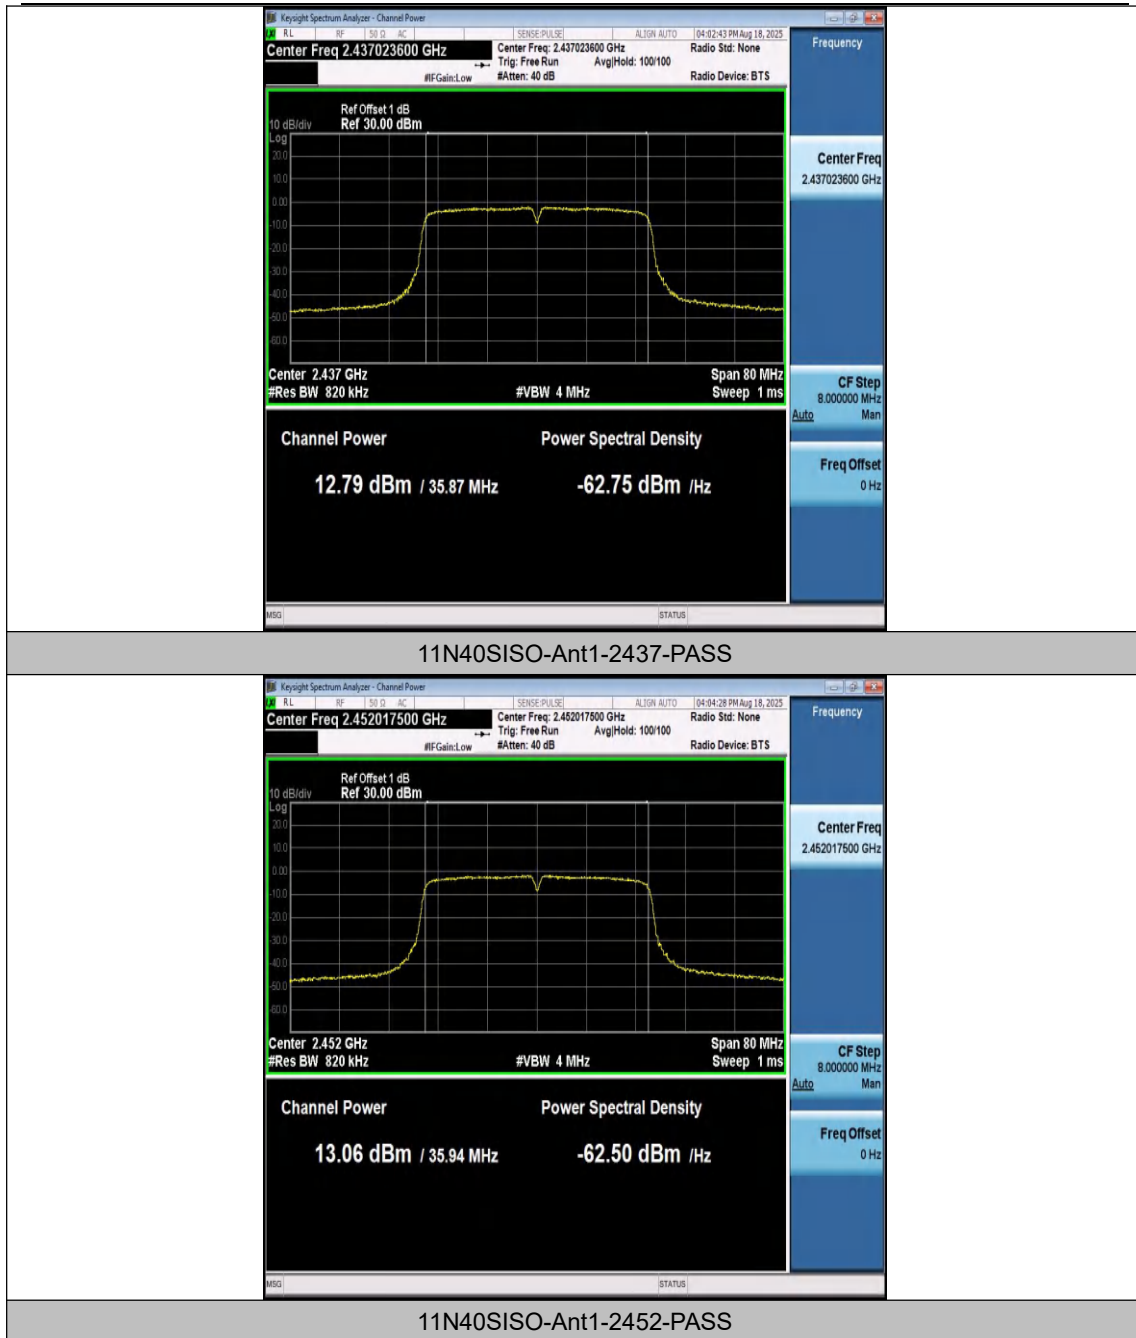 Keysight Spectrum Analyzer - Channel Power
RL RF 50 Ω AC SENSE:PULSE ALIGN AUTO 04:02:43 PM Aug 18, 2025
Center Freq 2.437023600 GHz Center Freq: 2.437023600 GHz Radio Std: None Frequency
Trig: Free Run Avg|Hold: 100/100
#IFGain:Low #Atten: 40 dB Radio Device: BTS
Ref Offset 1 dB
10 dB/div Ref 30.00 dBm
Log
20.0
10.0
0.00
-10.0
-20.0
-30.0
-40.0
-50.0
-60.0
Center Freq
2.437023600 GHz
Center 2.437 GHz Span 80 MHz
#Res BW 820 kHz #VBW 4 MHz Sweep 1 ms
CF Step
8.000000 MHz
Auto Man
Channel Power Power Spectral Density
12.79 dBm / 35.87 MHz -62.75 dBm /Hz
Freq Offset
0 Hz
MSG STATUS
11N40SISO-Ant1-2437-PASS
Keysight Spectrum Analyzer - Channel Power
RL RF 50 Ω AC SENSE:PULSE ALIGN AUTO 04:04:28 PM Aug 18, 2025
Center Freq 2.452017500 GHz Center Freq: 2.452017500 GHz Radio Std: None Frequency
Trig: Free Run Avg|Hold: 100/100
#IFGain:Low #Atten: 40 dB Radio Device: BTS
Ref Offset 1 dB
10 dB/div Ref 30.00 dBm
Log
20.0
10.0
0.00
-10.0
-20.0
-30.0
-40.0
-50.0
-60.0
Center Freq
2.452017500 GHz
Center 2.452 GHz Span 80 MHz
#Res BW 820 kHz #VBW 4 MHz Sweep 1 ms
CF Step
8.000000 MHz
Auto Man
Channel Power Power Spectral Density
13.06 dBm / 35.94 MHz -62.50 dBm /Hz
Freq Offset
0 Hz
MSG STATUS
11N40SISO-Ant1-2452-PASS